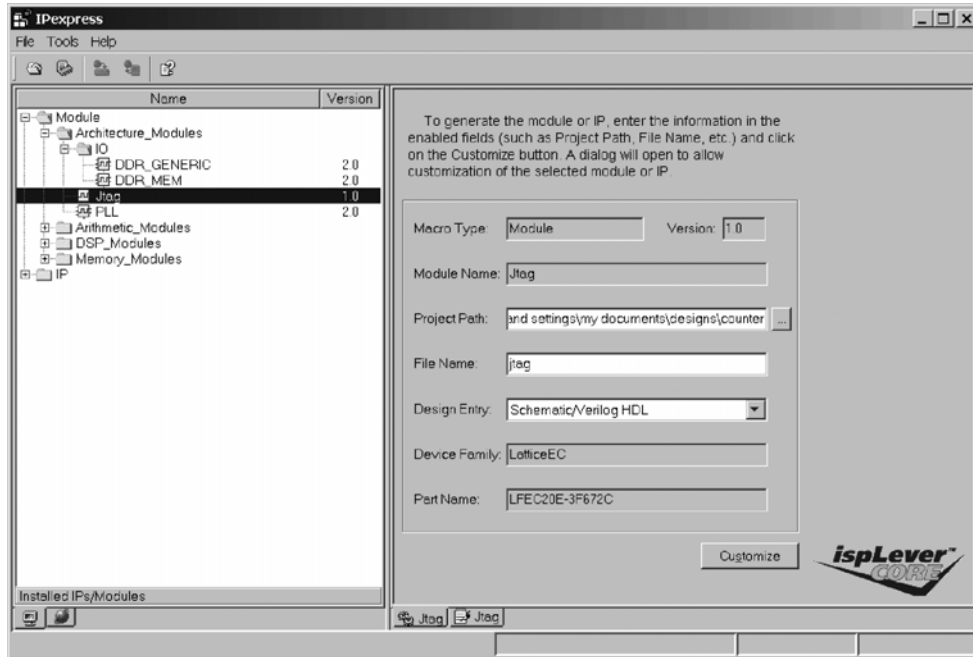 IPexpress
File Tools Help
Name Version
Module
Architecture_Modules
IO
DDR_GENERIC 2.0
DDR_MEM 2.0
Jtag 1.0
PLL 2.0
Arithmetic_Modules
DSP_Modules
Memory_Modules
IP
Installed IPs/Modules
To generate the module or IP, enter the information in the
enabled fields (such as Project Path, File Name, etc.) and click
on the Customize button. A dialog will open to allow
customization of the selected module or IP.
Macro Type: Module Version: 1.0
Module Name: Jtag
Project Path: and settings\my documents\designs\counter ...
File Name: jtag
Design Entry: Schematic/Verilog HDL
Device Family: LatticeEC
Part Name: LFEC20E-3F672C
Customize
ispLever™
CORE
Jtag Jtag